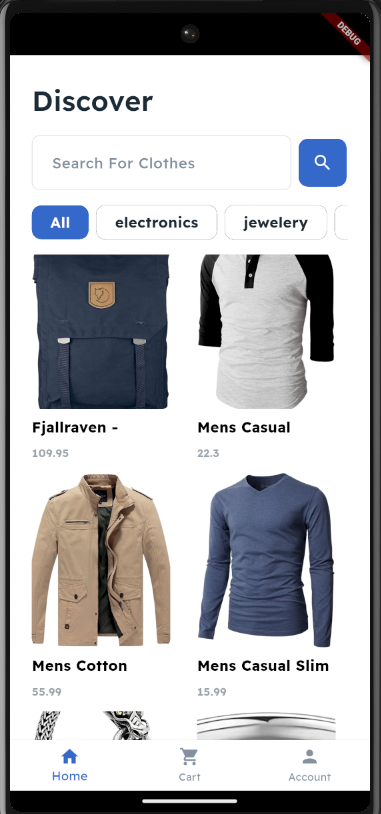 DEBUG
Discover
Search For Clothes
All
electronics
jewelery
Fjallraven -
Mens Casual
109.95
22.3
Mens Cotton
Mens Casual Slim
55.99
15.99
Home
Cart
Account